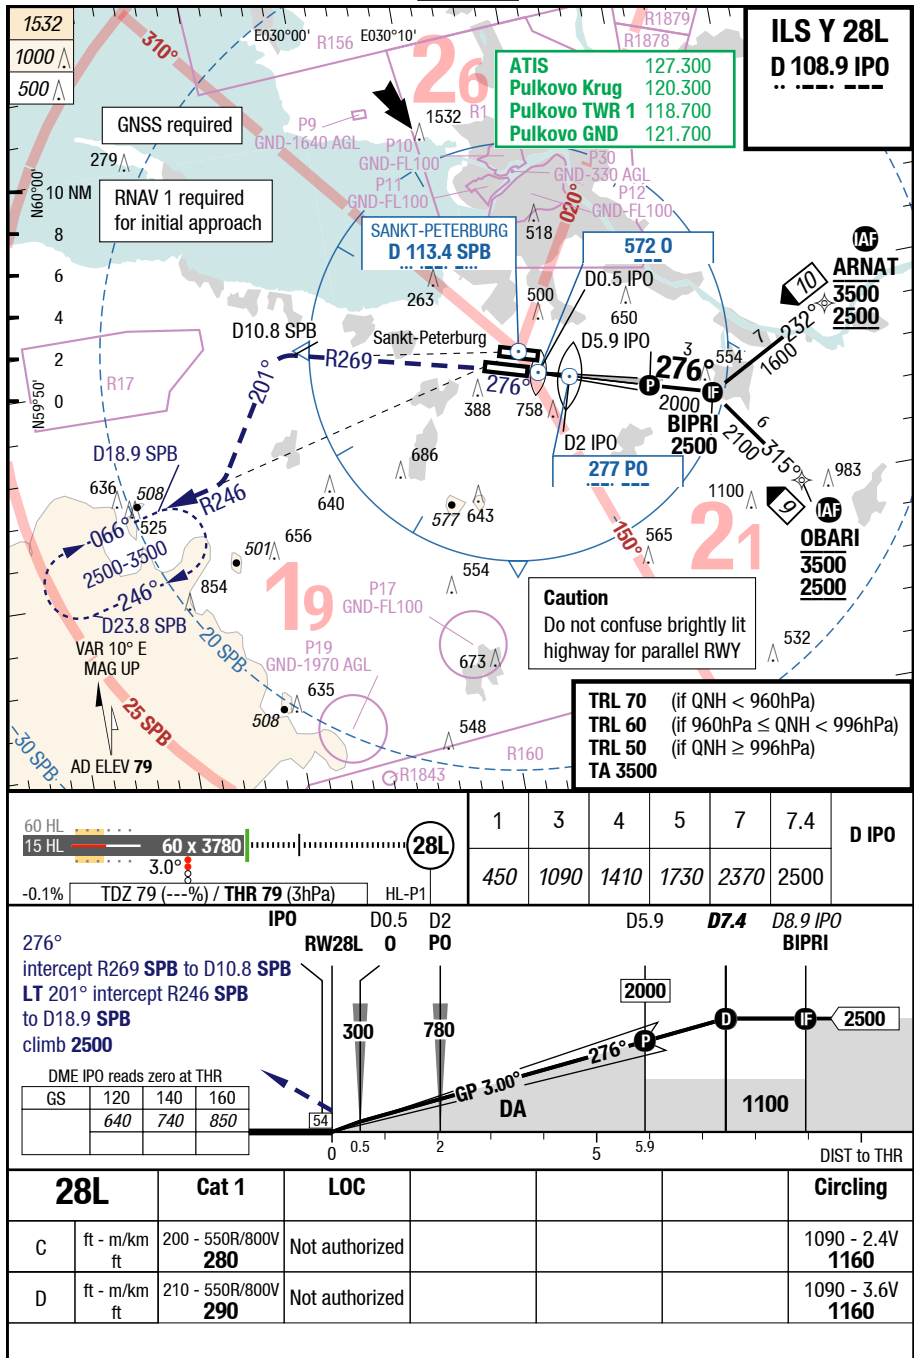 1532
1000
500
E030°00'
E030°10'
310°
R156
26
R1879
R1878
ILS Y 28L
D 108.9 IPO
ATIS 127.300
Pulkovo Krug 120.300
Pulkovo TWR 1 118.700
Pulkovo GND 121.700
GNSS required
P9
GND-1640 AGL
1532
R1
P10
GND-FL100
P30
GND-330 AGL
279
N60°00'
10 NM
RNAV 1 required
for initial approach
P11
GND-FL100
P12
GND-FL100
020°
518
8
SANKT-PETERBURG
D 113.4 SPB
572 O
IAF
ARNAT
3500
2500
10
6
263
D0.5 IPO
500
650
4
D10.8 SPB
Sankt-Peterburg
D5.9 IPO
3
554
7
232°
1600
2
R269
276°
276°
P
IF
2000
BIPRI
2500
R17
201°
N59°50'
0
388
758
D2 IPO
6
2100
315°
D18.9 SPB
686
277 PO
983
636
508
R246
640
577
643
1100
9
IAF
OBARI
3500
2500
525
066°
2500-3500
246°
501
656
150°
565
21
854
19
554
D23.8 SPB
P17
GND-FL100
Caution
Do not confuse brightly lit
highway for parallel RWY
VAR 10° E
MAG UP
20 SPB
P19
GND-1970 AGL
673
532
25 SPB
635
508
TRL 70 (if QNH < 960hPa)
TRL 60 (if 960hPa ≤ QNH < 996hPa)
TRL 50 (if QNH ≥ 996hPa)
TA 3500
30 SPB
AD ELEV 79
548
R160
R1843
60 HL
15 HL
60 x 3780
28L
3.0°
-0.1%
TDZ 79 (---%) / THR 79 (3hPa)
HL-P1
1 3 4 5 7 7.4 D IPO
450 1090 1410 1730 2370 2500
IPO
D0.5 D2 D5.9 D7.4 D8.9 IPO
RW28L O PO BIPRI
276°
intercept R269 SPB to D10.8 SPB
LT 201° intercept R246 SPB
to D18.9 SPB
climb 2500
2000
D
IF
2500
300
780
276°
P
GP 3.00°
DA
1100
DME IPO reads zero at THR
GS 120 140 160
640 740 850
54
0 0.5 2 5 5.9 DIST to THR
28L Cat 1 LOC Circling
C ft - m/km 200 - 550R/800V Not authorized 1090 - 2.4V
ft 280 1160
D ft - m/km 210 - 550R/800V Not authorized 1090 - 3.6V
ft 290 1160